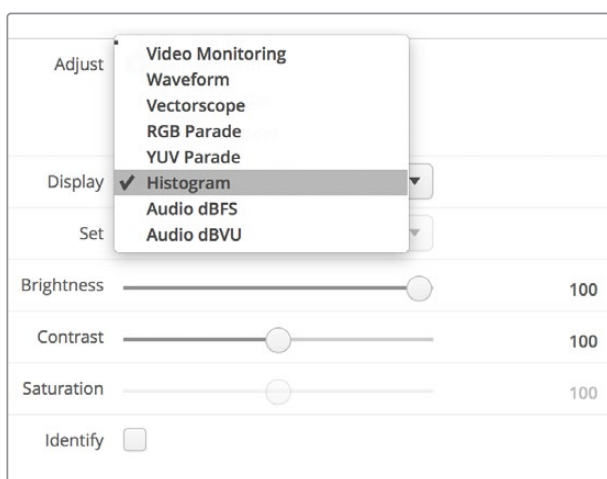 Adjust
Video Monitoring
Waveform
Vectorscope
RGB Parade
YUV Parade
Display ✔ Histogram
Audio dBFS
Set Audio dBVU
Brightness 100
Contrast 100
Saturation 100
Identify